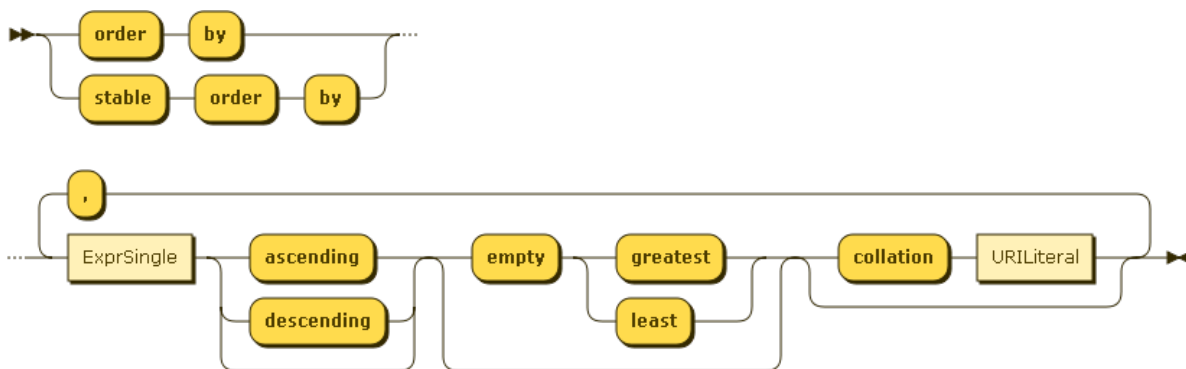 order by
stable order by
,
ExprSingle ascending empty greatest collation URILiteral
descending least